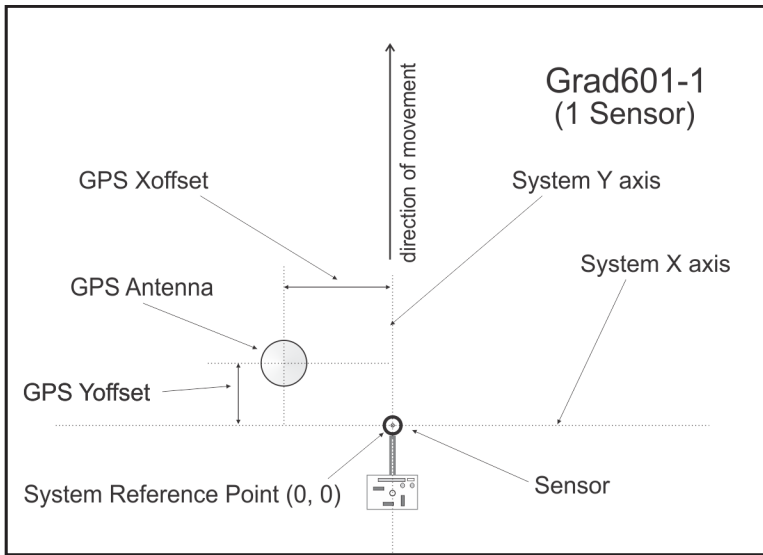 Grad601-1
(1 Sensor)
direction of movement
GPS Xoffset
System Y axis
System X axis
GPS Antenna
GPS Yoffset
System Reference Point (0, 0)
Sensor